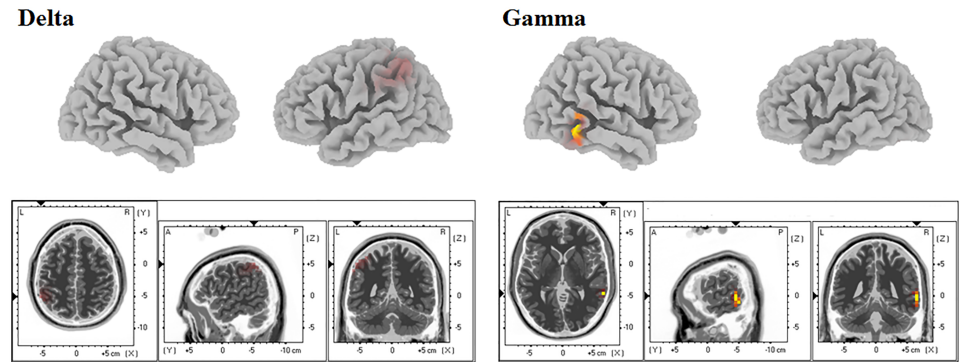 Delta
Gamma
L R (Y)
+5
0
-5
-10
-5 0 +5 cm (X)
A P (Z)
+5
0
-5
(Y) +5 0 -5 -10 cm
L R (Z)
+5
0
-5
-5 0 +5 cm (X)
L R (Y)
+5
0
-5
-10
-5 0 +5 cm (X)
A P (Z)
+5
0
-5
(Y) +5 0 -5 -10 cm
L R (Z)
+5
0
-5
-5 0 +5 cm (X)